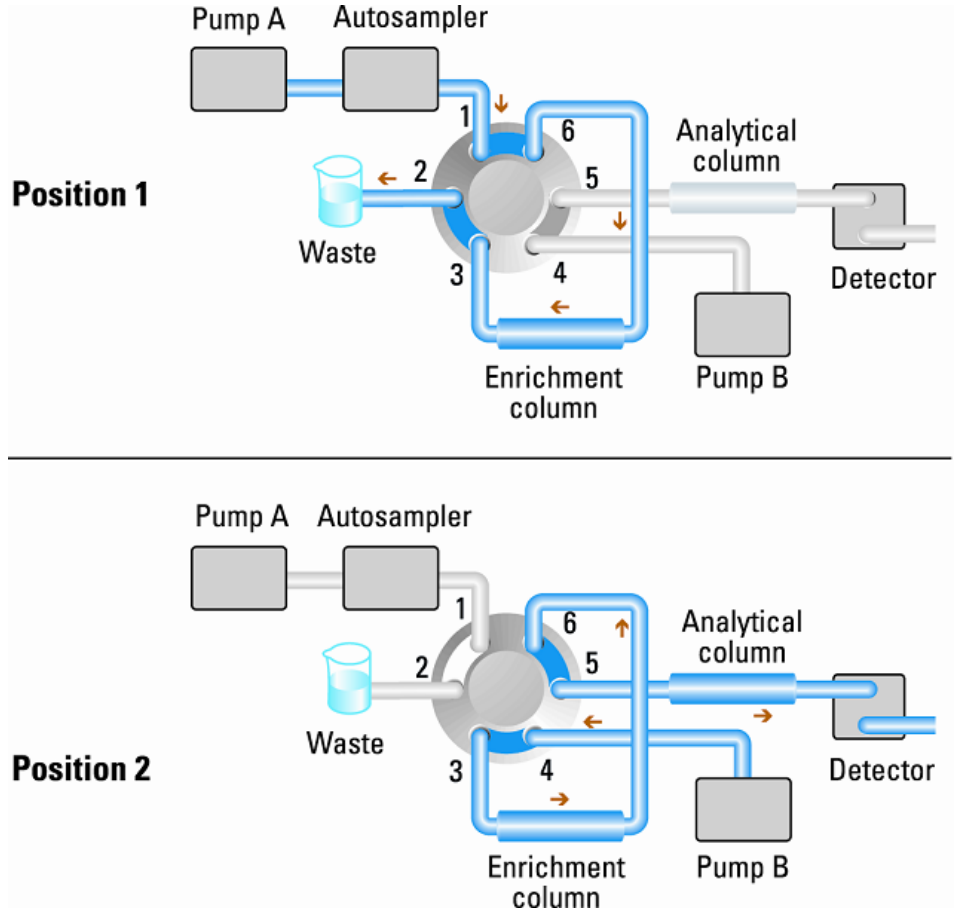 Pump A
Autosampler
1
6
Analytical
column
2
5
Position 1
Waste
3
4
Detector
Enrichment
column
Pump B
Pump A
Autosampler
1
6
Analytical
column
2
5
Waste
Position 2
3
4
Detector
Enrichment
column
Pump B